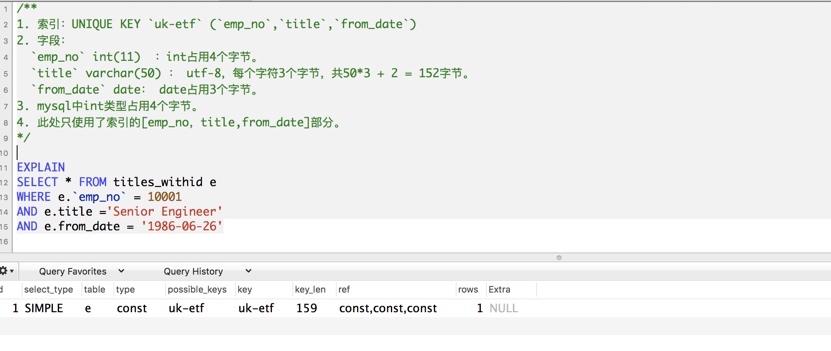 1 /**
2 1. 索引：UNIQUE KEY `uk-etf` (`emp_no`,`title`,`from_date`)
3 2. 字段：
4 `emp_no` int(11) ：int占用4个字节。
5 `title` varchar(50) ： utf-8，每个字符3个字节，共50*3 + 2 = 152字节。
6 `from_date` date： date占用3个字节。
7 3. mysql中int类型占用4个字节。
8 4. 此处只使用了索引的[emp_no，title,from_date]部分。
9 */
10
11 EXPLAIN
12 SELECT * FROM titles_withid e
13 WHERE e.`emp_no` = 10001
14 AND e.title ='Senior Engineer'
15 AND e.from_date = '1986-06-26'
16
Query Favorites Query History
d select_type table type possible_keys key key_len ref rows Extra
1 SIMPLE e const uk-etf uk-etf 159 const,const,const 1 NULL